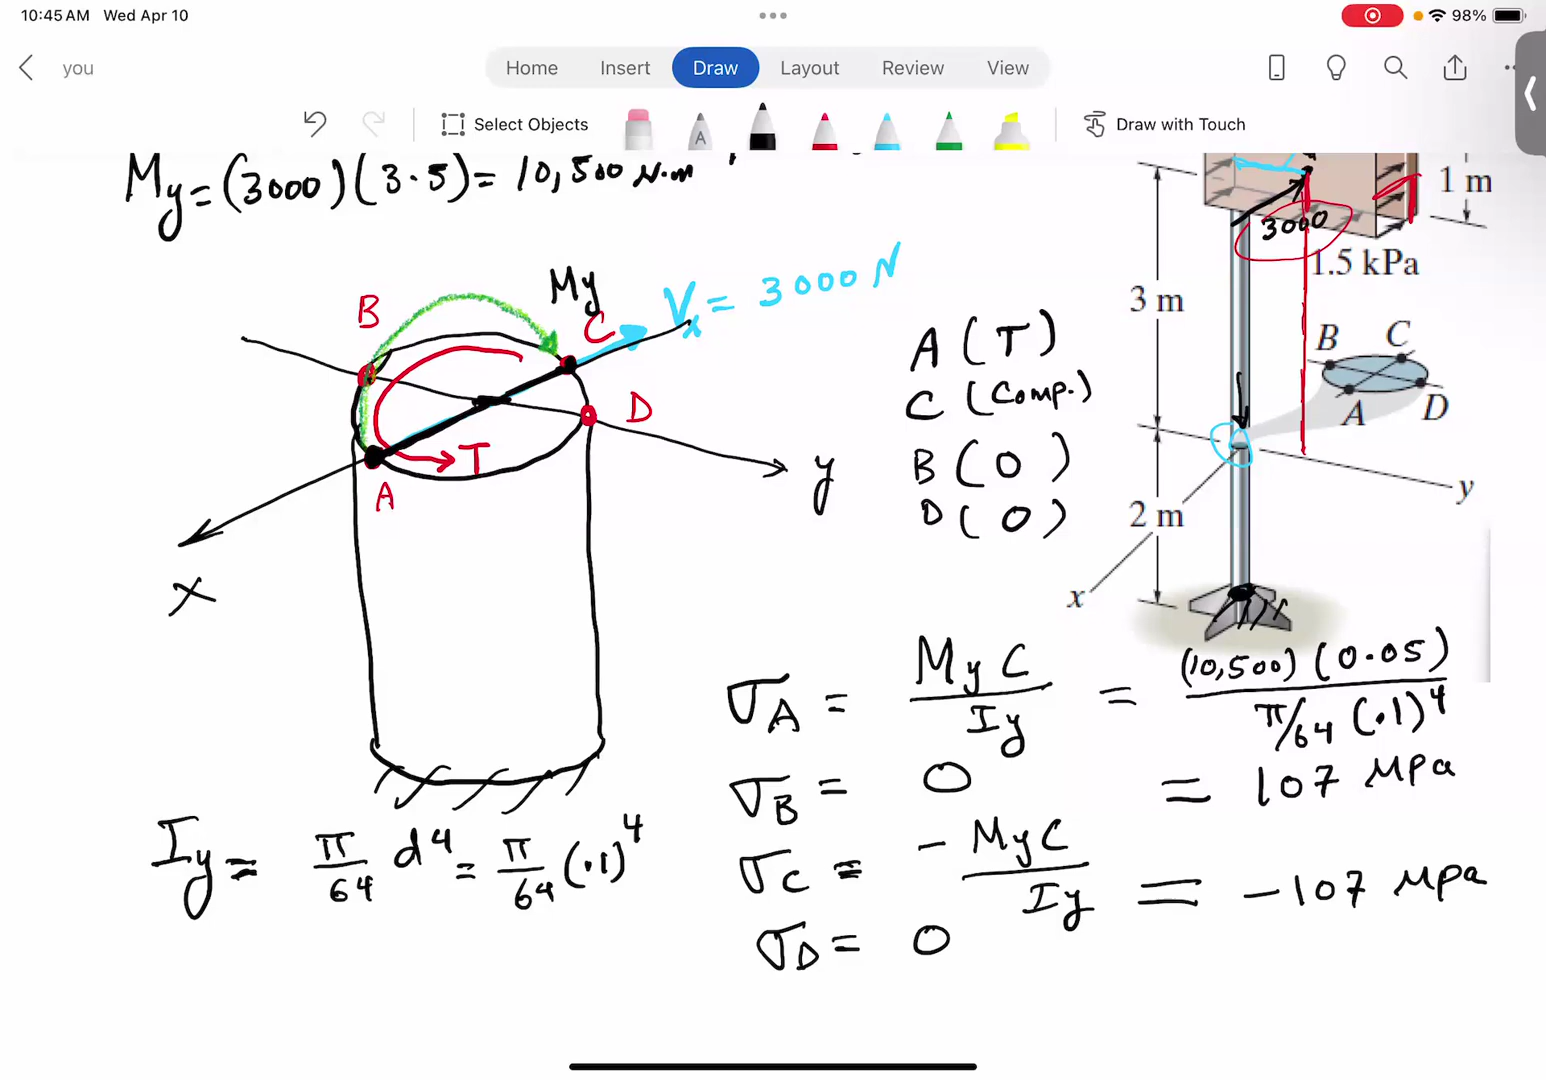 10:45 AM Wed Apr 10
98%
you
Home Insert Draw Layout Review View
Select Objects
A
Draw with Touch
My = (3000)(3.5) = 10,500 N.m
1 m
3000
1.5 kPa
3 m
B C
A D
y
2 m
x
My
B
C
Vx = 3000 N
D
T
A
y
x
A (T)
C (Comp.)
B (0)
D (0)
σA = My C / Iy = (10,500)(0.05) / π/64 (.1)^4
= 107 MPa
σB = 0
σC = - My C / Iy = -107 MPa
σD = 0
Iy = π/64 d^4 = π/64 (.1)^4